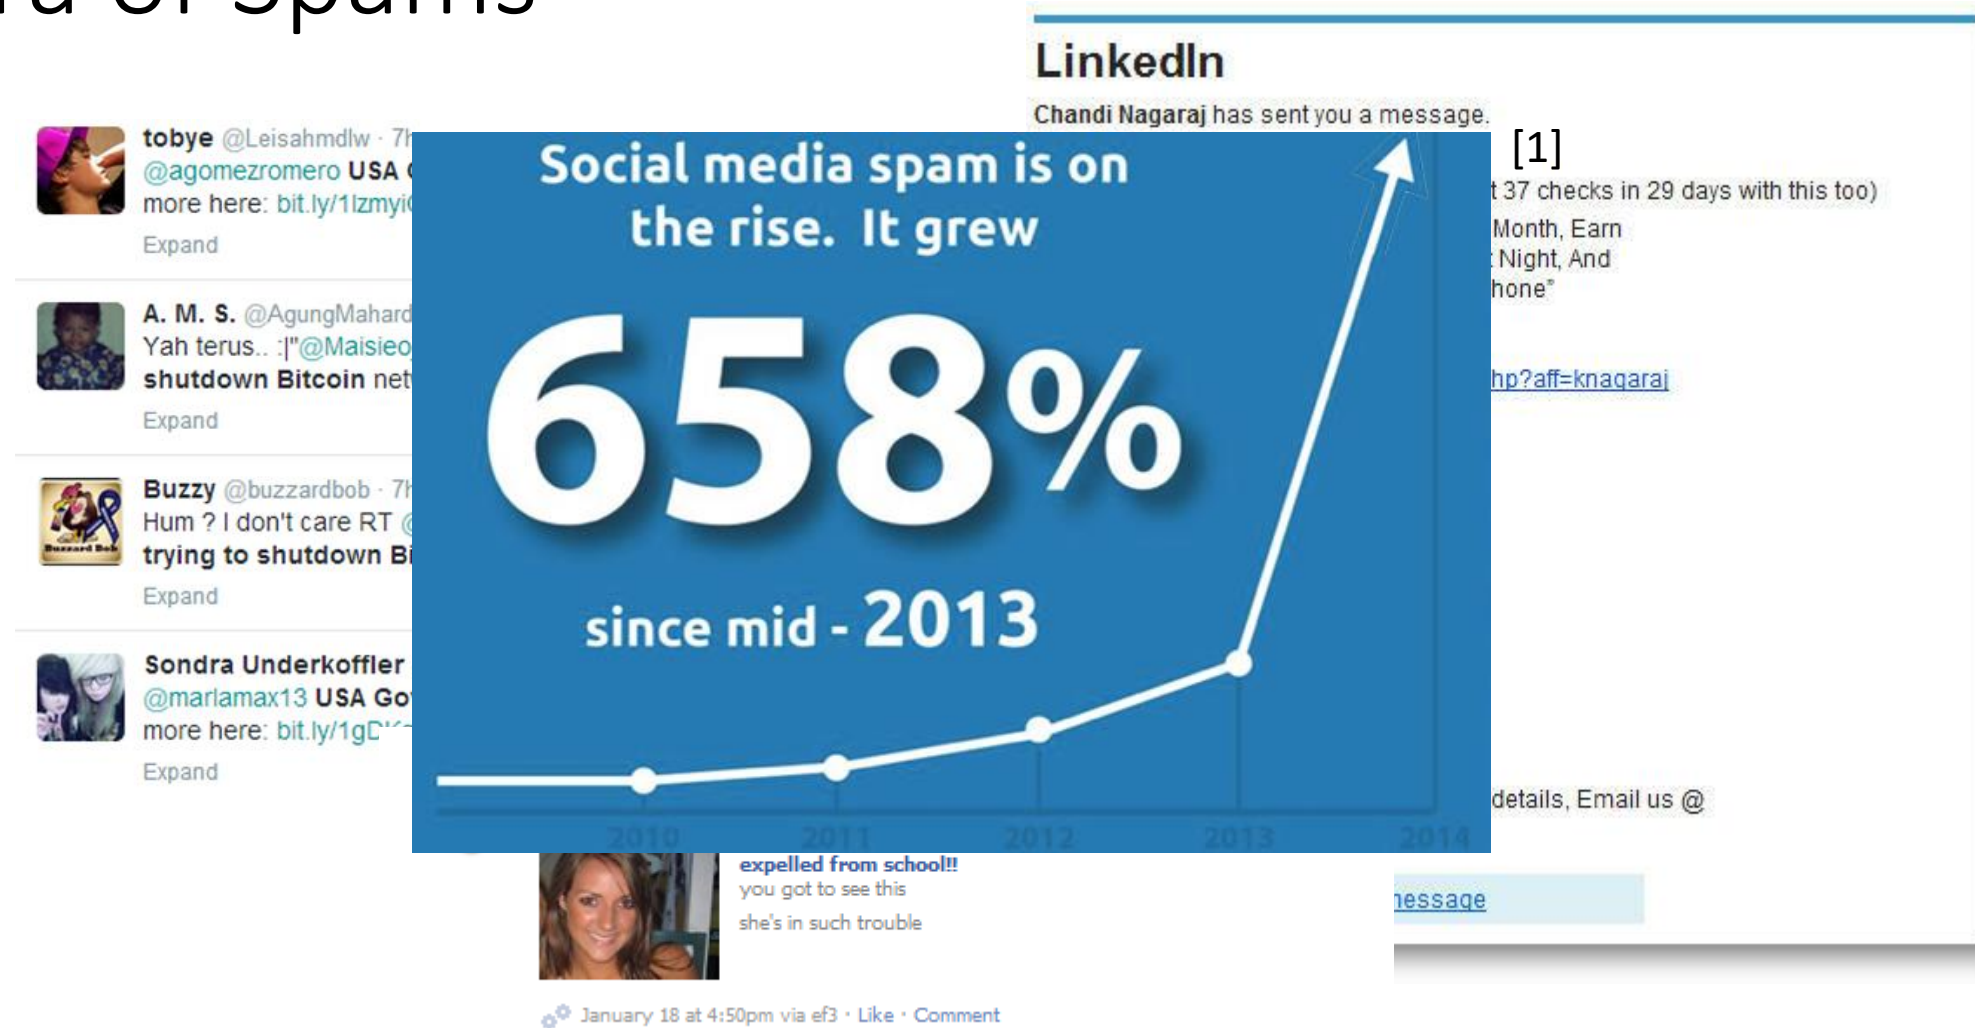 of Spams
tobye @Leisahmdlw · 7h
@agomezromero USA
more here: bit.ly/1lzmyi
Expand
A. M. S. @AgungMahard
Yah terus.. :|"@Maisieo
shutdown Bitcoin net
Expand
Buzzy @buzzardbob · 7h
Hum ? I don't care RT @
trying to shutdown Bi
Expand
Buzzard Bob
Sondra Underkoffler
@marlamax13 USA Go
more here: bit.ly/1gD
Expand
Social media spam is on
the rise. It grew
658%
since mid - 2013
2010 2011 2012 2013 2014
LinkedIn
Chandi Nagaraj has sent you a message.
[1]
t 37 checks in 29 days with this too)
Month, Earn
t Night, And
hone"
hp?aff=knagaraj
details, Email us @
message
expelled from school!!
you got to see this
she's in such trouble
January 18 at 4:50pm via ef3 · Like · Comment